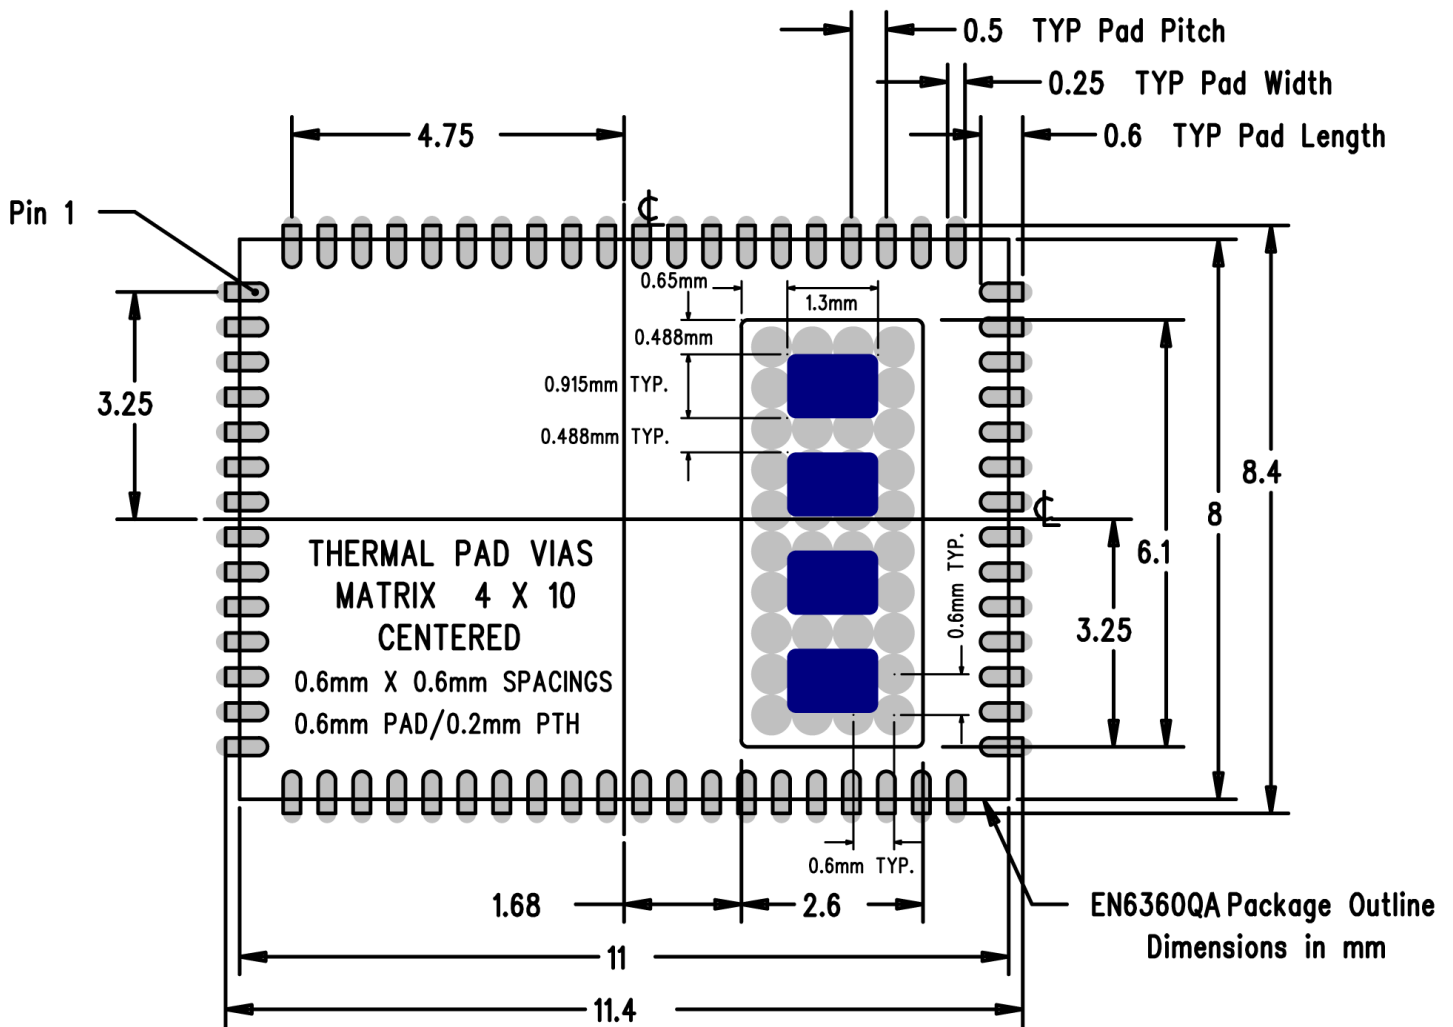 0.5 TYP Pad Pitch
0.25 TYP Pad Width
4.75
0.6 TYP Pad Length
Pin 1
℄
0.65mm
1.3mm
0.488mm
0.915mm TYP.
3.25
0.488mm TYP.
8.4
8
℄
6.1
THERMAL PAD VIAS
MATRIX 4 X 10
CENTERED
0.6mm X 0.6mm SPACINGS
0.6mm PAD/0.2mm PTH
0.6mm TYP.
3.25
0.6mm TYP.
1.68
2.6
EN6360QA Package Outline
Dimensions in mm
11
11.4